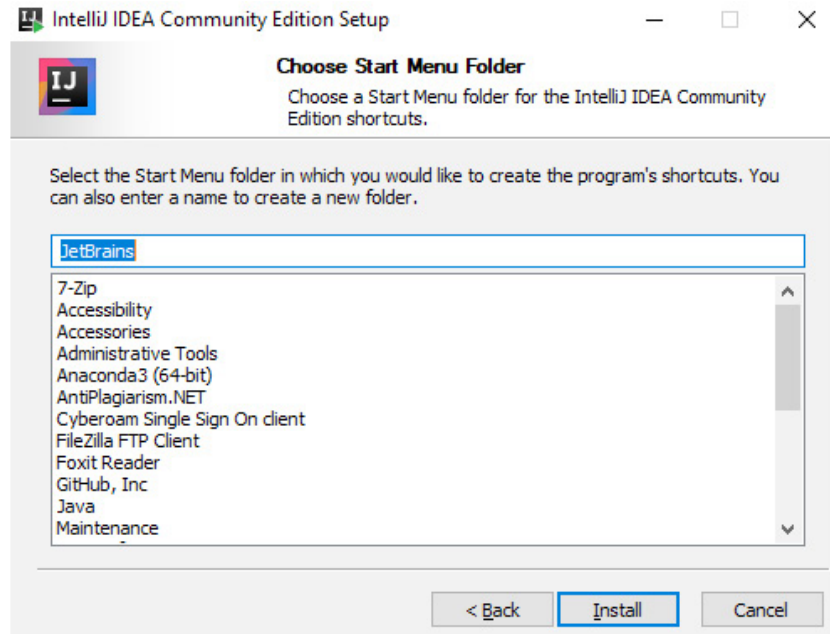 IntelliJ IDEA Community Edition Setup
IJ
Choose Start Menu Folder
Choose a Start Menu folder for the IntelliJ IDEA Community
Edition shortcuts.
Select the Start Menu folder in which you would like to create the program's shortcuts. You
can also enter a name to create a new folder.
JetBrains
7-Zip
Accessibility
Accessories
Administrative Tools
Anaconda3 (64-bit)
AntiPlagiarism.NET
Cyberoam Single Sign On client
FileZilla FTP Client
Foxit Reader
GitHub, Inc
Java
Maintenance
< Back
Install
Cancel